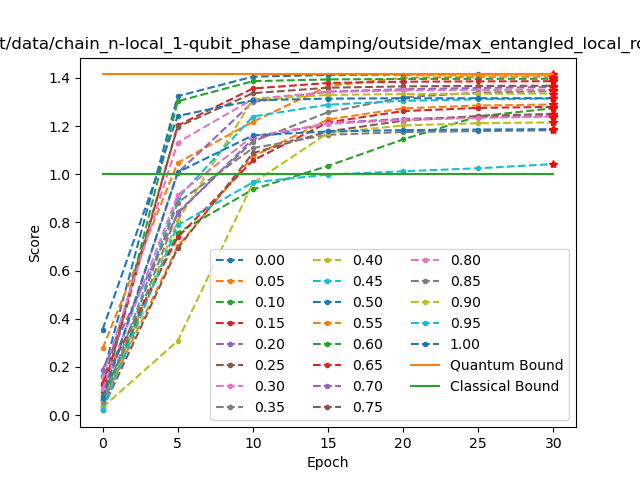 t/data/chain_n-local_1-qubit_phase_damping/outside/max_entangled_local_ro
1.4
1.2
1.0
0.8
0.6
0.4
0.2
0.0
Score
0 5 10 15 20 25 30
Epoch
0.00 0.40 0.80
0.05 0.45 0.85
0.10 0.50 0.90
0.15 0.55 0.95
0.20 0.60 1.00
0.25 0.65 Quantum Bound
0.30 0.70 Classical Bound
0.35 0.75